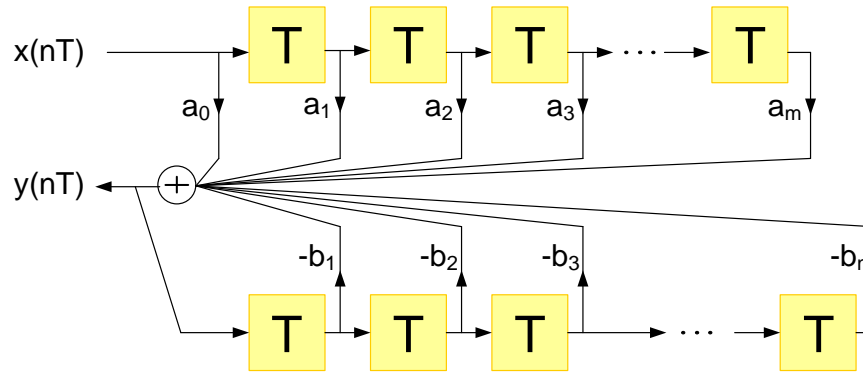 x(nT) T T T ··· T
a₀ a₁ a₂ a₃ aₘ
y(nT) +
-b₁ -b₂ -b₃
T T T ··· T